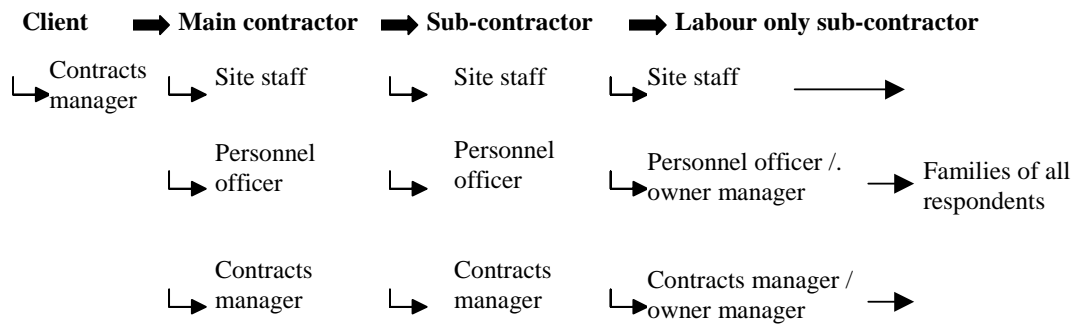 Client Main contractor Sub-contractor Labour only sub-contractor
Contracts
manager
Site staff
Site staff
Site staff
Personnel
officer
Personnel
officer
Personnel officer /.
owner manager
Families of all
respondents
Contracts
manager
Contracts
manager
Contracts manager /
owner manager